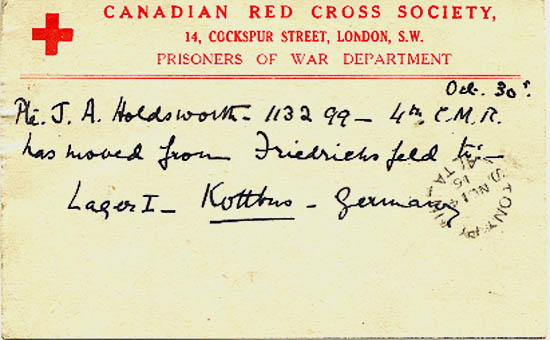 CANADIAN RED CROSS SOCIETY,
14, COCKSPUR STREET, LONDON, S.W.
PRISONERS OF WAR DEPARTMENT
Oct. 30
Pte. J. A. Holdsworth - 113299 - 4th C.M.R.
has moved from Friedrichsfeld to:-
Lager I - Kottbus - Germany